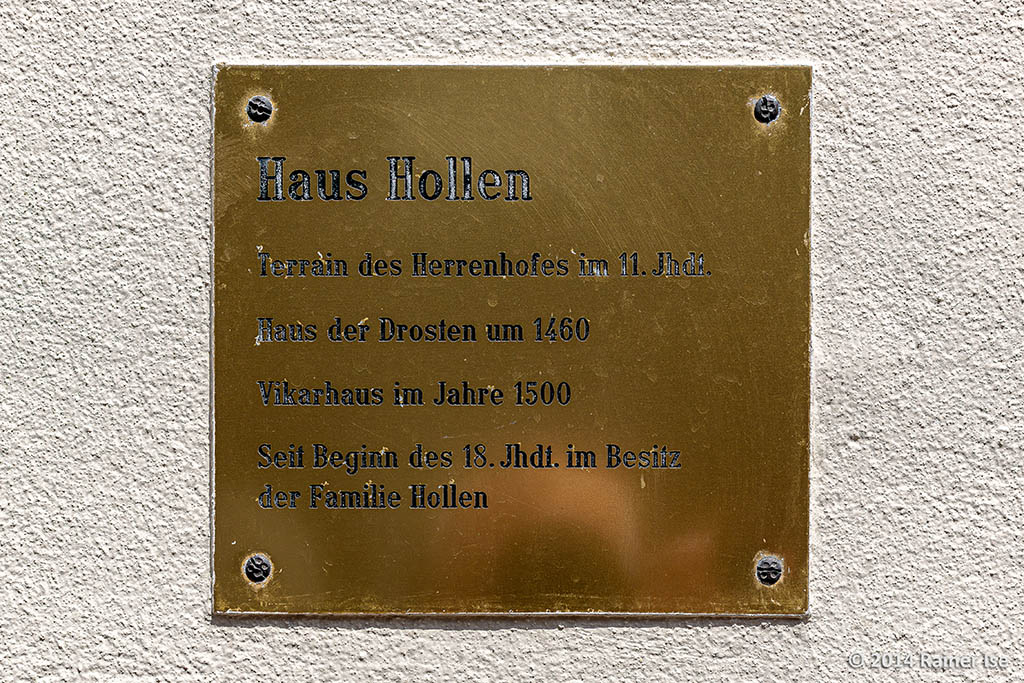 Haus Hollen
Terrain des Herrenhofes im 11. Jhdt.
Haus der Drosten um 1460
Vikarhaus im Jahre 1500
Seit Beginn des 18. Jhdt. im Besitz
der Familie Hollen
© 2014 Rainer Ise